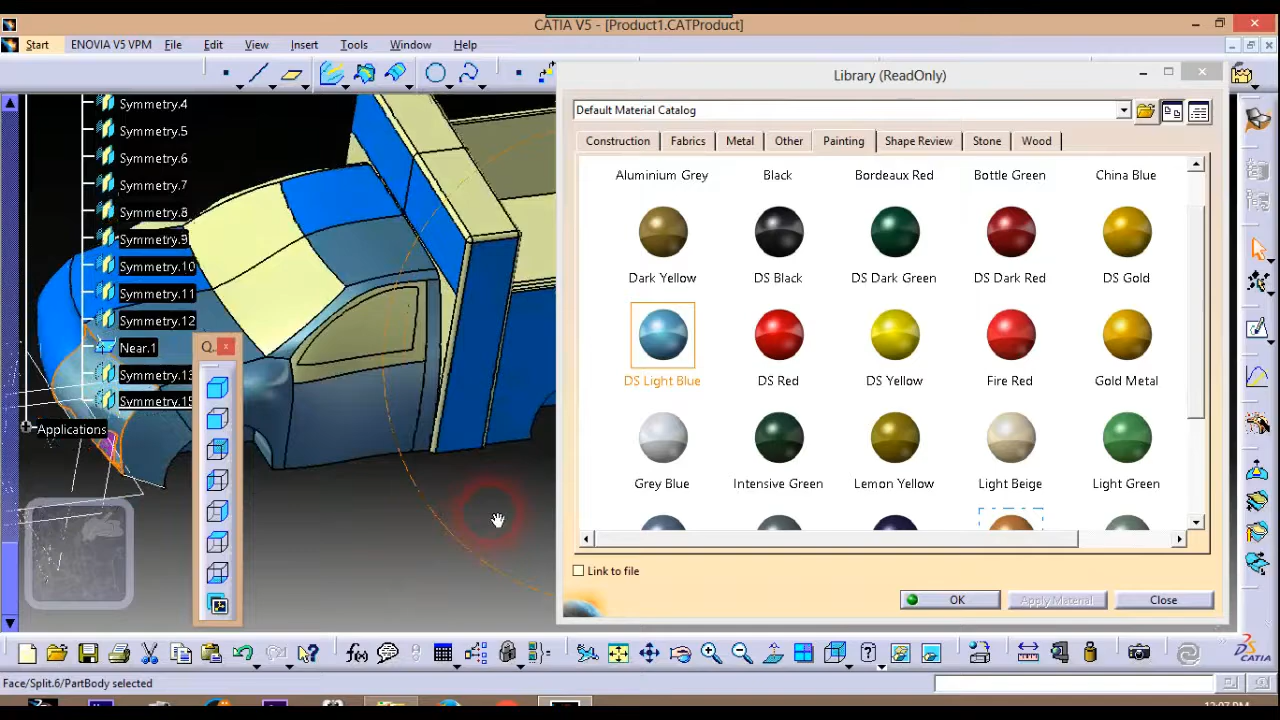 CATIA V5 - [Product1.CATProduct]
Start ENOVIA V5 VPM File Edit View Insert Tools Window Help
Symmetry.4
Symmetry.5
Symmetry.6
Symmetry.7
Symmetry.8
Symmetry.9
Symmetry.10
Symmetry.11
Symmetry.12
Near.1
Symmetry.13
Symmetry.15
Applications
Q..
Library (ReadOnly)
Default Material Catalog
Construction Fabrics Metal Other Painting Shape Review Stone Wood
Aluminium Grey Black Bordeaux Red Bottle Green China Blue
Dark Yellow DS Black DS Dark Green DS Dark Red DS Gold
DS Light Blue DS Red DS Yellow Fire Red Gold Metal
Grey Blue Intensive Green Lemon Yellow Light Beige Light Green
Link to file
OK Apply Material Close
f(x)
DS
CATIA
Face/Split.6/PartBody selected